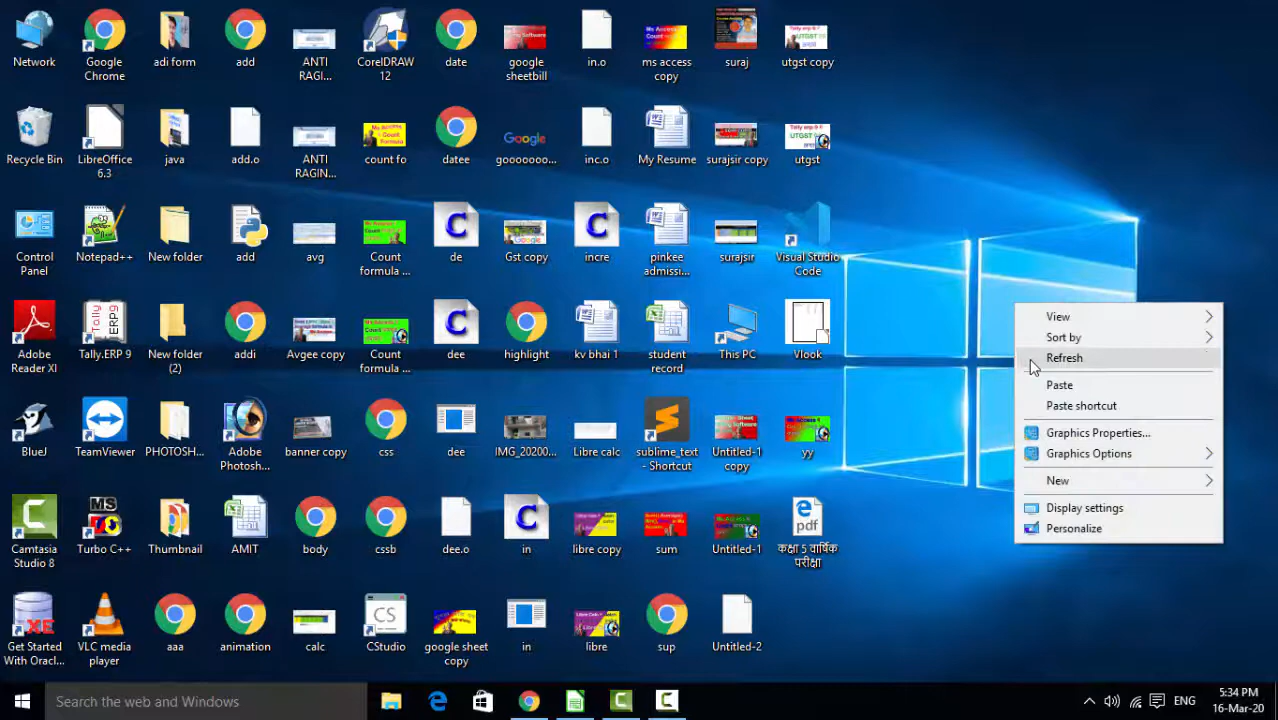 Network
Google Chrome
adi form
add
ANTI RAGI...
CorelDRAW 12
date
google sheetbill
in.o
ms access copy
suraj
utgst copy
Recycle Bin
LibreOffice 6.3
java
add.o
ANTI RAGIN...
count fo
datee
gooooooo...
inc.o
My Resume
surajsir copy
utgst
Control Panel
Notepad++
New folder
add
avg
Count formula ...
de
Gst copy
incre
pinkee admissi...
surajsir
Visual Studio Code
Adobe Reader XI
Tally.ERP 9
New folder (2)
addi
Avgee copy
Count formula ...
dee
highlight
kv bhai 1
student record
This PC
Vlook
BlueJ
TeamViewer
PHOTOSH...
Adobe Photosh...
banner copy
css
dee
IMG_20200...
Libre calc
sublime_text - Shortcut
Untitled-1 copy
yy
Camtasia Studio 8
Turbo C++
Thumbnail
AMIT
body
cssb
dee.o
in
libre copy
sum
Untitled-1
कक्षा 5 वार्षिक परीक्षा
Get Started With Oracl...
VLC media player
aaa
animation
calc
CStudio
google sheet copy
in
libre
sup
Untitled-2
View
Sort by
Refresh
Paste
Paste shortcut
Graphics Properties...
Graphics Options
New
Display settings
Personalize
Search the web and Windows
ENG
5:34 PM
16-Mar-20